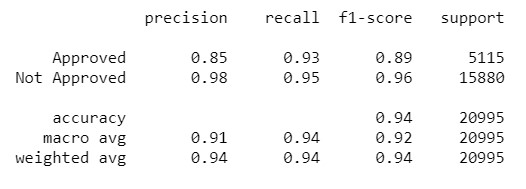 precision recall f1-score support
Approved 0.85 0.93 0.89 5115
Not Approved 0.98 0.95 0.96 15880
accuracy 0.94 20995
macro avg 0.91 0.94 0.92 20995
weighted avg 0.94 0.94 0.94 20995